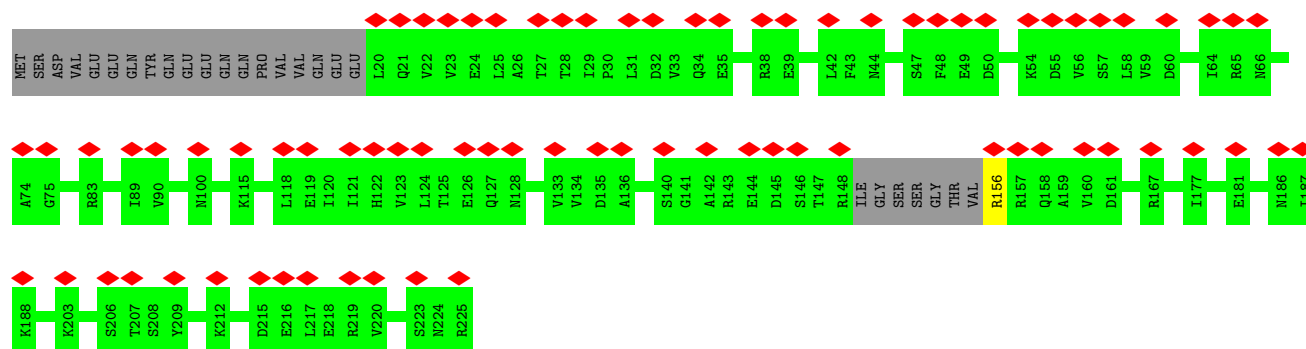 MET SER ASP VAL GLU GLU GLN TYR GLN GLU GLU GLN GLN PRO VAL VAL GLN GLU GLU L20 Q21 V22 V23 E24 L25 A26 T27 T28 I29 P30 L31 D32 V33 Q34 E35 R38 E39 L42 F43 N44 S47 F48 E49 D50 K54 D55 V56 S57 L58 V59 D60 I64 R65 N66
A74 G75 R83 I89 V90 N100 K115 L118 E119 I120 I121 H122 V123 L124 T125 E126 Q127 N128 V133 V134 D135 A136 S140 G141 A142 R143 E144 D145 S146 T147 R148 ILE GLY SER SER GLY THR VAL R156 R157 Q158 A159 V160 D161 R167 I177 E181 N186 I187
K188 K203 S206 T207 S208 Y209 K212 D215 E216 L217 E218 R219 V220 S223 N224 R225